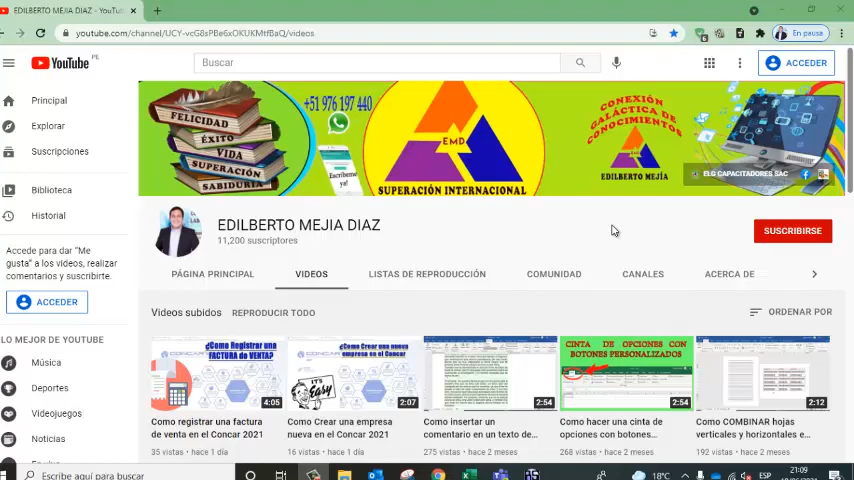 EDILBERTO MEJIA DIAZ - YouTu
youtube.com/channel/UCY-vcG8sPBe6xOKUKMtfBaQ/videos
En pausa
YouTube PE
Buscar
ACCEDER
Principal
Explorar
Suscripciones
Biblioteca
Historial
Accede para dar "Me
gusta" a los videos, realizar
comentarios y suscribirte.
ACCEDER
LO MEJOR DE YOUTUBE
Música
Deportes
Videojuegos
Noticias
FELICIDAD
ÉXITO
VIDA
SUPERACIÓN
SABIDURIA
+51 976 197 440
Escribeme
ya!
EMD
SUPERACIÓN INTERNACIONAL
CONEXIÓN
GALÁCTICA DE
CONOCIMIENTOS
EMD
EDILBERTO MEJÍA
ELG CAPACITADORES SAC
EDILBERTO MEJIA DIAZ
11,200 suscriptores
SUSCRIBIRSE
PÁGINA PRINCIPAL
VIDEOS
LISTAS DE REPRODUCCIÓN
COMUNIDAD
CANALES
ACERCA DE
Videos subidos
REPRODUCIR TODO
ORDENAR POR
¿Como Registrar una
FACTURA DE VENTA?
CONCAR
4:05
¿Como Crear una nueva
empresa en el Concar
CONCAR
IT'S
Easy
2:07
2:54
CINTA DE OPCIONES CON
BOTONES PERSONALIZADOS
2:54
2:12
Como registrar una factura
de venta en el Concar 2021
35 vistas • hace 1 día
Como Crear una empresa
nueva en el Concar 2021
16 vistas • hace 1 día
Como insertar un
comentario en un texto de...
275 vistas • hace 2 meses
Como hacer una cinta de
opciones con botones...
268 vistas • hace 2 meses
Como COMBINAR hojas
verticales y horizontales e...
192 vistas • hace 2 meses
Escribe aquí para buscar
18°C
ESP
21:09